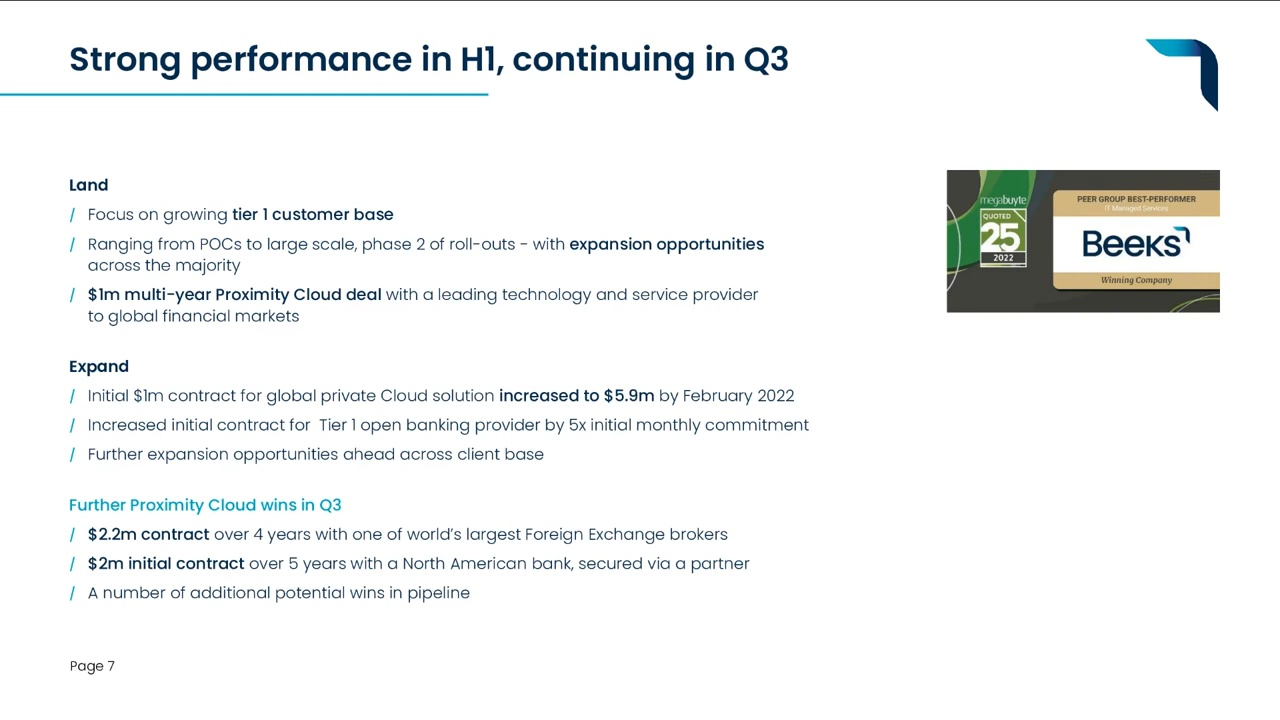 Strong performance in H1, continuing in Q3
Land
/ Focus on growing tier 1 customer base
/ Ranging from POCs to large scale, phase 2 of roll-outs - with expansion opportunities
across the majority
/ $1m multi-year Proximity Cloud deal with a leading technology and service provider
to global financial markets
Expand
/ Initial $1m contract for global private Cloud solution increased to $5.9m by February 2022
/ Increased initial contract for  Tier 1 open banking provider by 5x initial monthly commitment
/ Further expansion opportunities ahead across client base
Further Proximity Cloud wins in Q3
/ $2.2m contract over 4 years with one of world's largest Foreign Exchange brokers
/ $2m initial contract over 5 years with a North American bank, secured via a partner
/ A number of additional potential wins in pipeline
megabuyte
QUOTED
25
2022
PEER GROUP BEST-PERFORMER
IT Managed Services
Beeks
Winning Company
Page 7